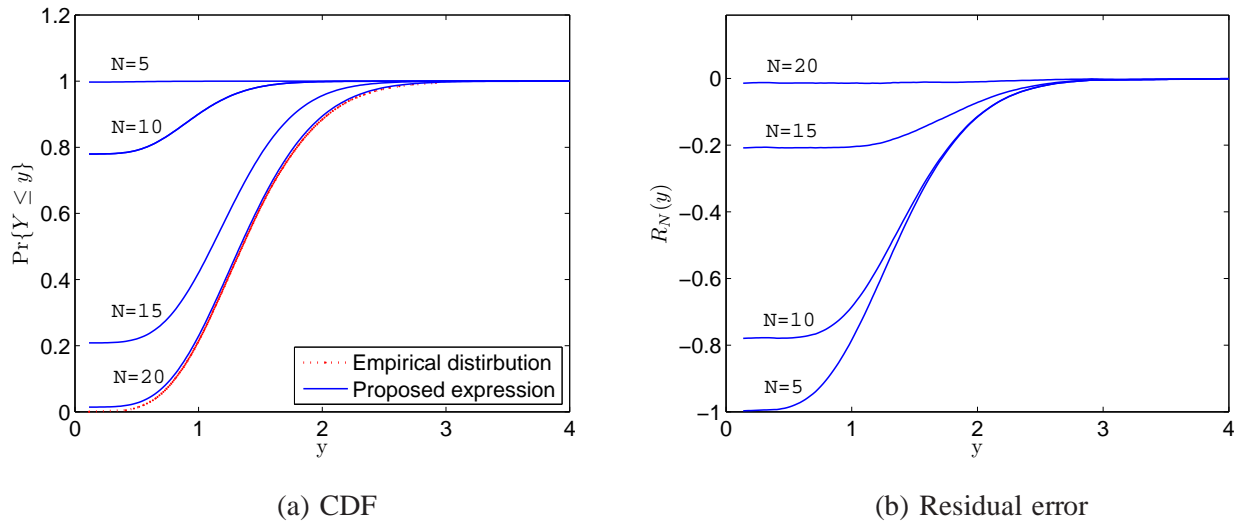 1.2
1
0.8
0.6
0.4
0.2
0
Pr{Y ≤ y}
N=5
N=10
N=15
N=20
Empirical distirbution
Proposed expression
0 1 2 3 4
y
(a) CDF
0
−0.2
−0.4
−0.6
−0.8
−1
R_N(y)
N=20
N=15
N=10
N=5
0 1 2 3 4
y
(b) Residual error